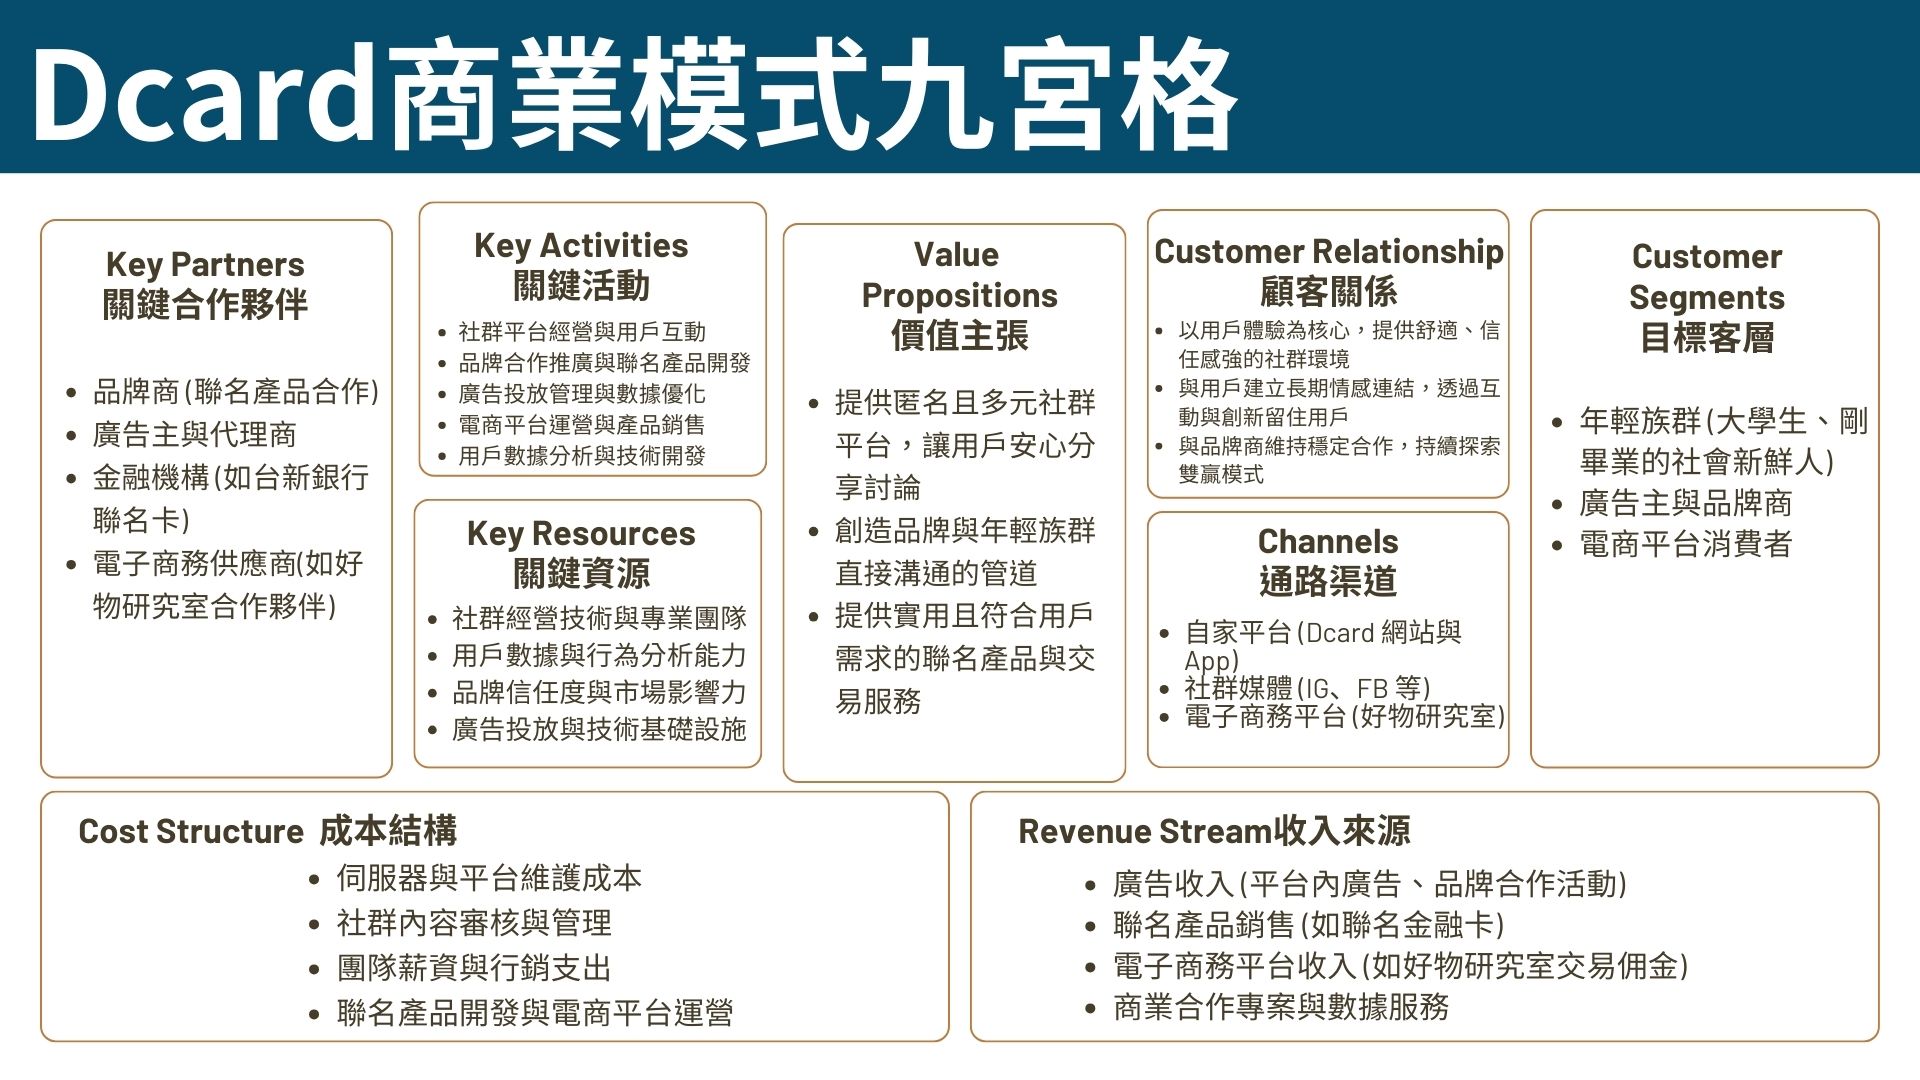 Dcard商業模式九宮格
Key Partners
關鍵合作夥伴
• 品牌商(聯名產品合作)
• 廣告主與代理商
• 金融機構(如台新銀行
聯名卡)
• 電子商務供應商(如好
物研究室合作夥伴)
Key Activities
關鍵活動
• 社群平台經營與用戶互動
• 品牌合作推廣與聯名產品開發
• 廣告投放管理與數據優化
• 電商平台運營與產品銷售
• 用戶數據分析與技術開發
Key Resources
關鍵資源
• 社群經營技術與專業團隊
• 用戶數據與行為分析能力
• 品牌信任度與市場影響力
• 廣告投放與技術基礎設施
Value
Propositions
價值主張
• 提供匿名且多元社群
平台，讓用戶安心分
享討論
• 創造品牌與年輕族群
直接溝通的管道
• 提供實用且符合用戶
需求的聯名產品與交
易服務
Customer Relationship
顧客關係
• 以用戶體驗為核心，提供舒適、信
任感強的社群環境
• 與用戶建立長期情感連結，透過互
動與創新留住用戶
• 與品牌商維持穩定合作，持續探索
雙贏模式
Channels
通路渠道
• 自家平台(Dcard 網站與
App)
• 社群媒體(IG、FB 等)
• 電子商務平台(好物研究室)
Customer
Segments
目標客層
• 年輕族群(大學生、剛
畢業的社會新鮮人)
• 廣告主與品牌商
• 電商平台消費者
Cost Structure 成本結構
• 伺服器與平台維護成本
• 社群內容審核與管理
• 團隊薪資與行銷支出
• 聯名產品開發與電商平台運營
Revenue Stream收入來源
• 廣告收入(平台內廣告、品牌合作活動)
• 聯名產品銷售(如聯名金融卡)
• 電子商務平台收入(如好物研究室交易佣金)
• 商業合作專案與數據服務